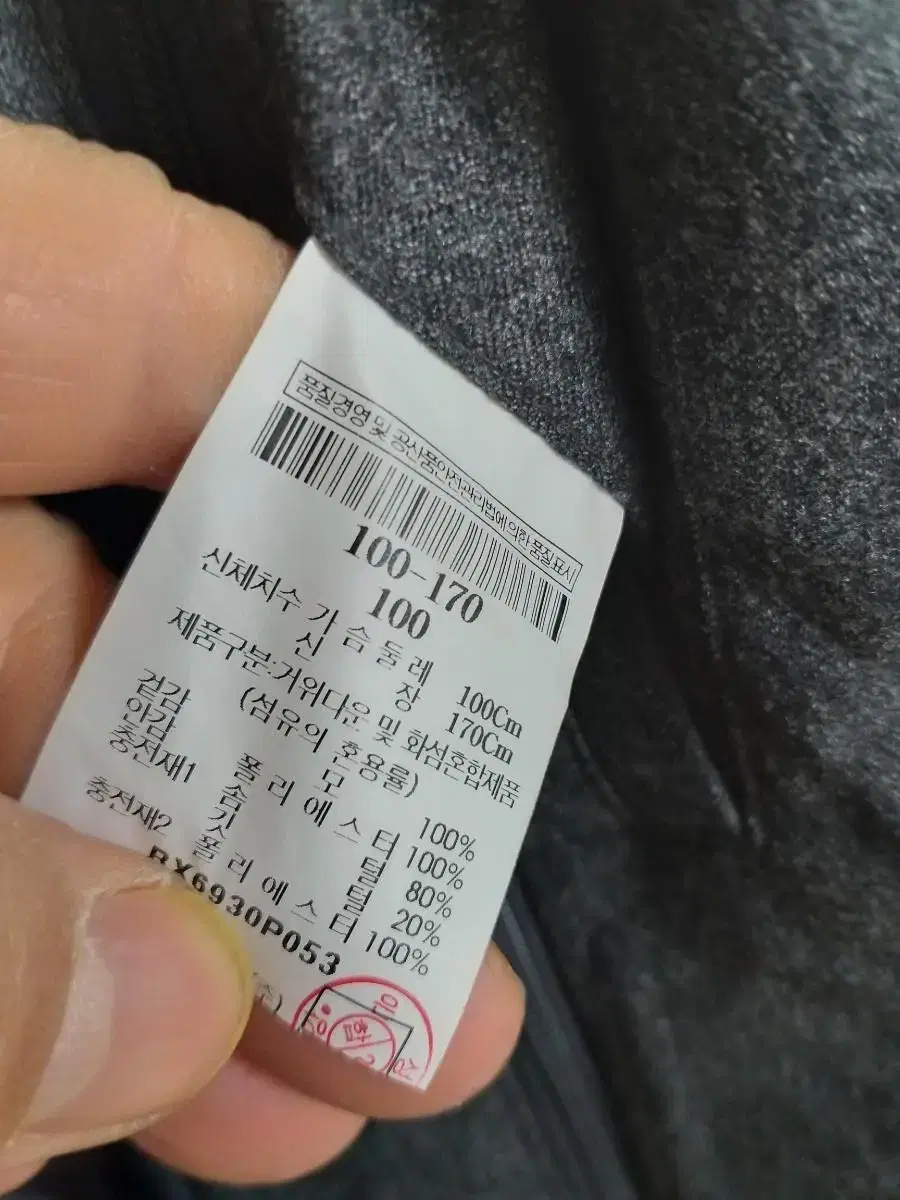 품질경영 및 공산품안전관리법에 의한 품질표시
100-170
100
신체치수 가슴둘레 100Cm
신장 170Cm
제품구분:거위다운 및 화섬혼합제품
(섬유의 혼용률)
겉감 폴리에스터 100%
안감 모 100%
충전재1 솜털 80%
깃털 20%
충전재2 폴리에스터 100%
합